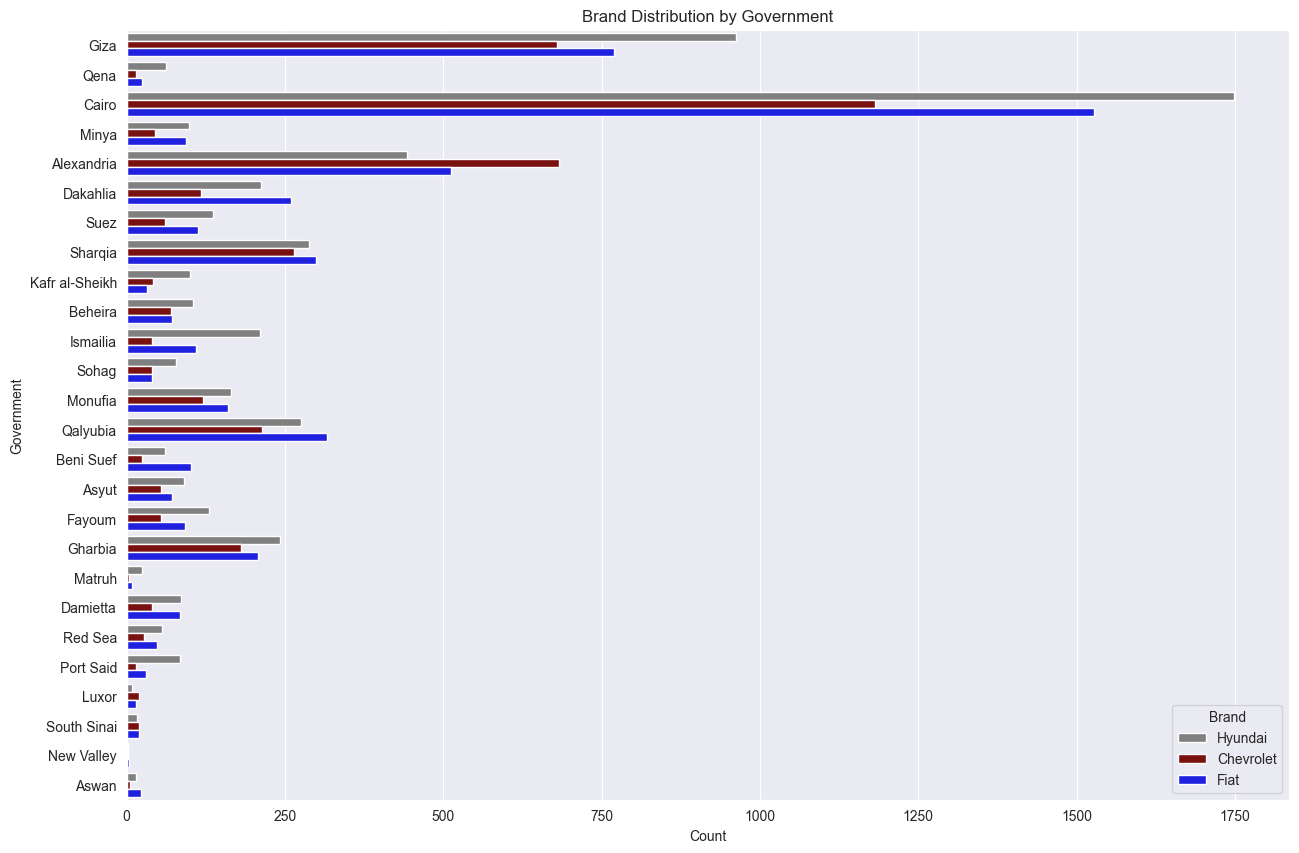 Brand Distribution by Government
Government
Giza
Qena
Cairo
Minya
Alexandria
Dakahlia
Suez
Sharqia
Kafr al-Sheikh
Beheira
Ismailia
Sohag
Monufia
Qalyubia
Beni Suef
Asyut
Fayoum
Gharbia
Matruh
Damietta
Red Sea
Port Said
Luxor
South Sinai
New Valley
Aswan
Brand
Hyundai
Chevrolet
Fiat
0 250 500 750 1000 1250 1500 1750
Count